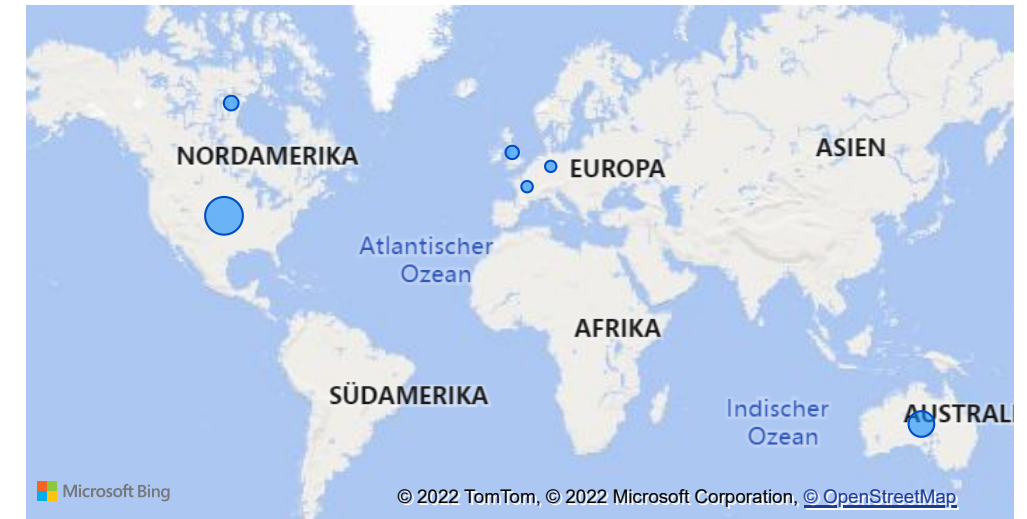 NORDAMERIKA
EUROPA
ASIEN
Atlantischer
Ozean
AFRIKA
SÜDAMERIKA
Indischer
Ozean
AUSTRALI
Microsoft Bing
© 2022 TomTom, © 2022 Microsoft Corporation, © OpenStreetMap